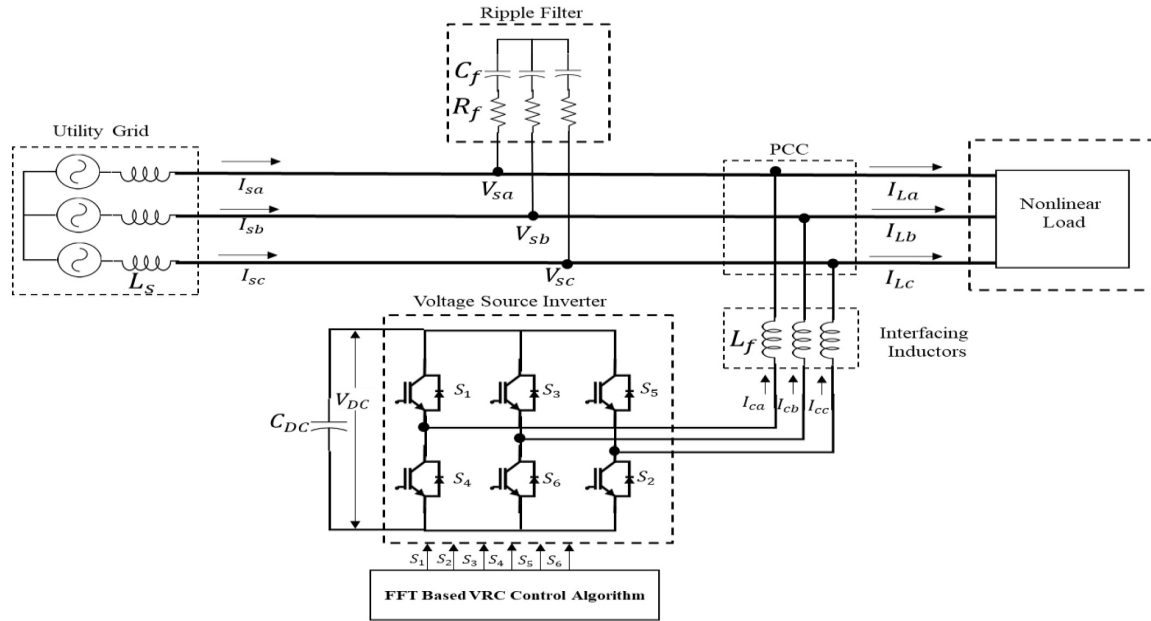 Ripple Filter
C_f
R_f
Utility Grid
PCC
I_sa
V_sa
I_La
Nonlinear
Load
I_sb
V_sb
I_Lb
L_s
I_sc
V_sc
I_Lc
Voltage Source Inverter
L_f
Interfacing
Inductors
V_DC
S_1
S_3
S_5
I_ca
I_cb
I_cc
C_DC
S_4
S_6
S_2
S_1
S_2
S_3
S_4
S_5
S_6
FFT Based VRC Control Algorithm